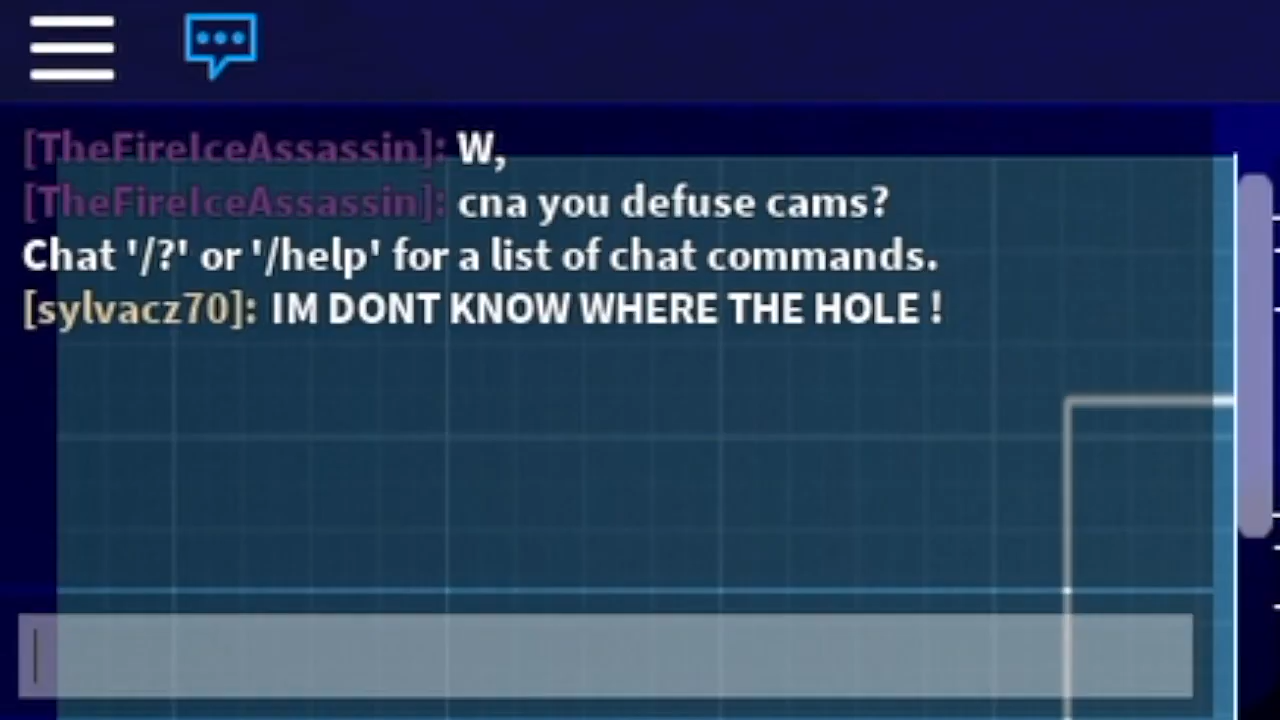 [TheFireIceAssassin]: W,
[TheFireIceAssassin]: cna you defuse cams?
Chat '/?' or '/help' for a list of chat commands.
[sylvacz70]: IM DONT KNOW WHERE THE HOLE !